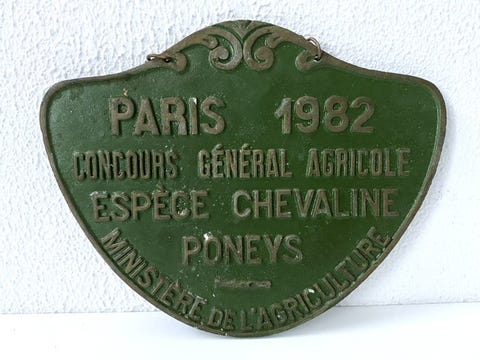 PARIS 1982
CONCOURS GÉNÉRAL AGRICOLE
ESPÈCE CHEVALINE
PONEYS
MINISTÈRE DE L'AGRICULTURE